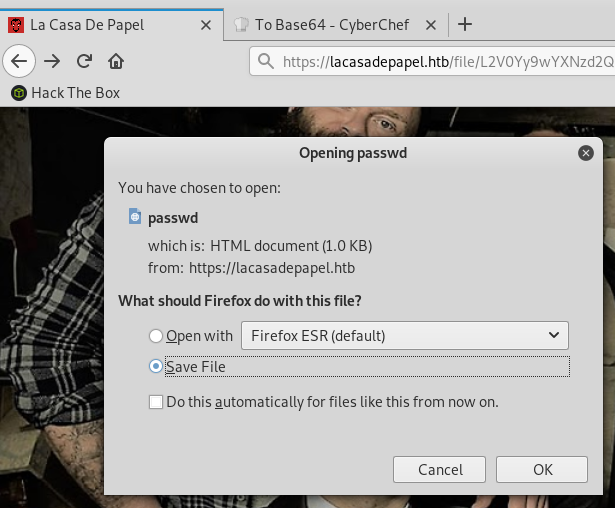 La Casa De Papel
To Base64 - CyberChef
https://lacasadepapel.htb/file/L2V0Yy9wYXNzd2Q
Hack The Box
Opening passwd
You have chosen to open:
passwd
which is: HTML document (1.0 KB)
from: https://lacasadepapel.htb
What should Firefox do with this file?
Open with Firefox ESR (default)
Save File
Do this automatically for files like this from now on.
Cancel OK